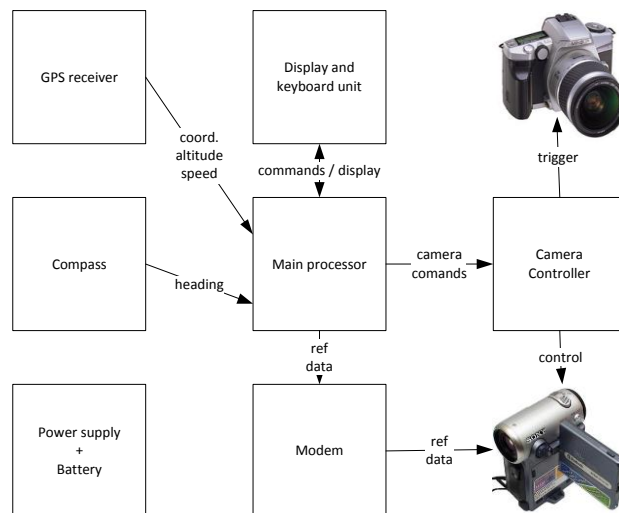 GPS receiver
Display and
keyboard unit
coord.
altitude
speed
commands / display
trigger
Compass
heading
Main processor
camera
comands
Camera
Controller
ref
data
control
Power supply
+
Battery
Modem
ref
data
SONY